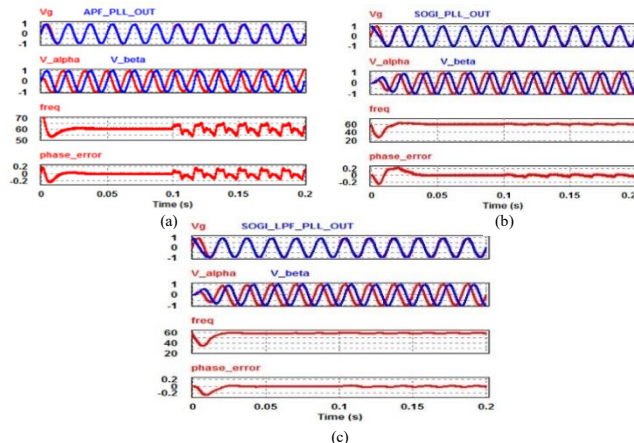 Vg APF_PLL_OUT
1
0
-1
V_alpha V_beta
1
0
-1
freq
70
60
50
phase_error
0.2
0
-0.2
0 0.05 0.1 0.15 0.2
Time (s)
(a)
Vg SOGI_PLL_OUT
1
0
-1
V_alpha V_beta
1
0
-1
freq
60
40
20
phase_error
0.2
0
-0.2
0 0.05 0.1 0.15 0.2
Time (s)
(b)
Vg SOGI_LPF_PLL_OUT
1
0
-1
V_alpha V_beta
1
0
-1
freq
60
40
20
phase_error
0.2
0
-0.2
0 0.05 0.1 0.15 0.2
Time (s)
(c)